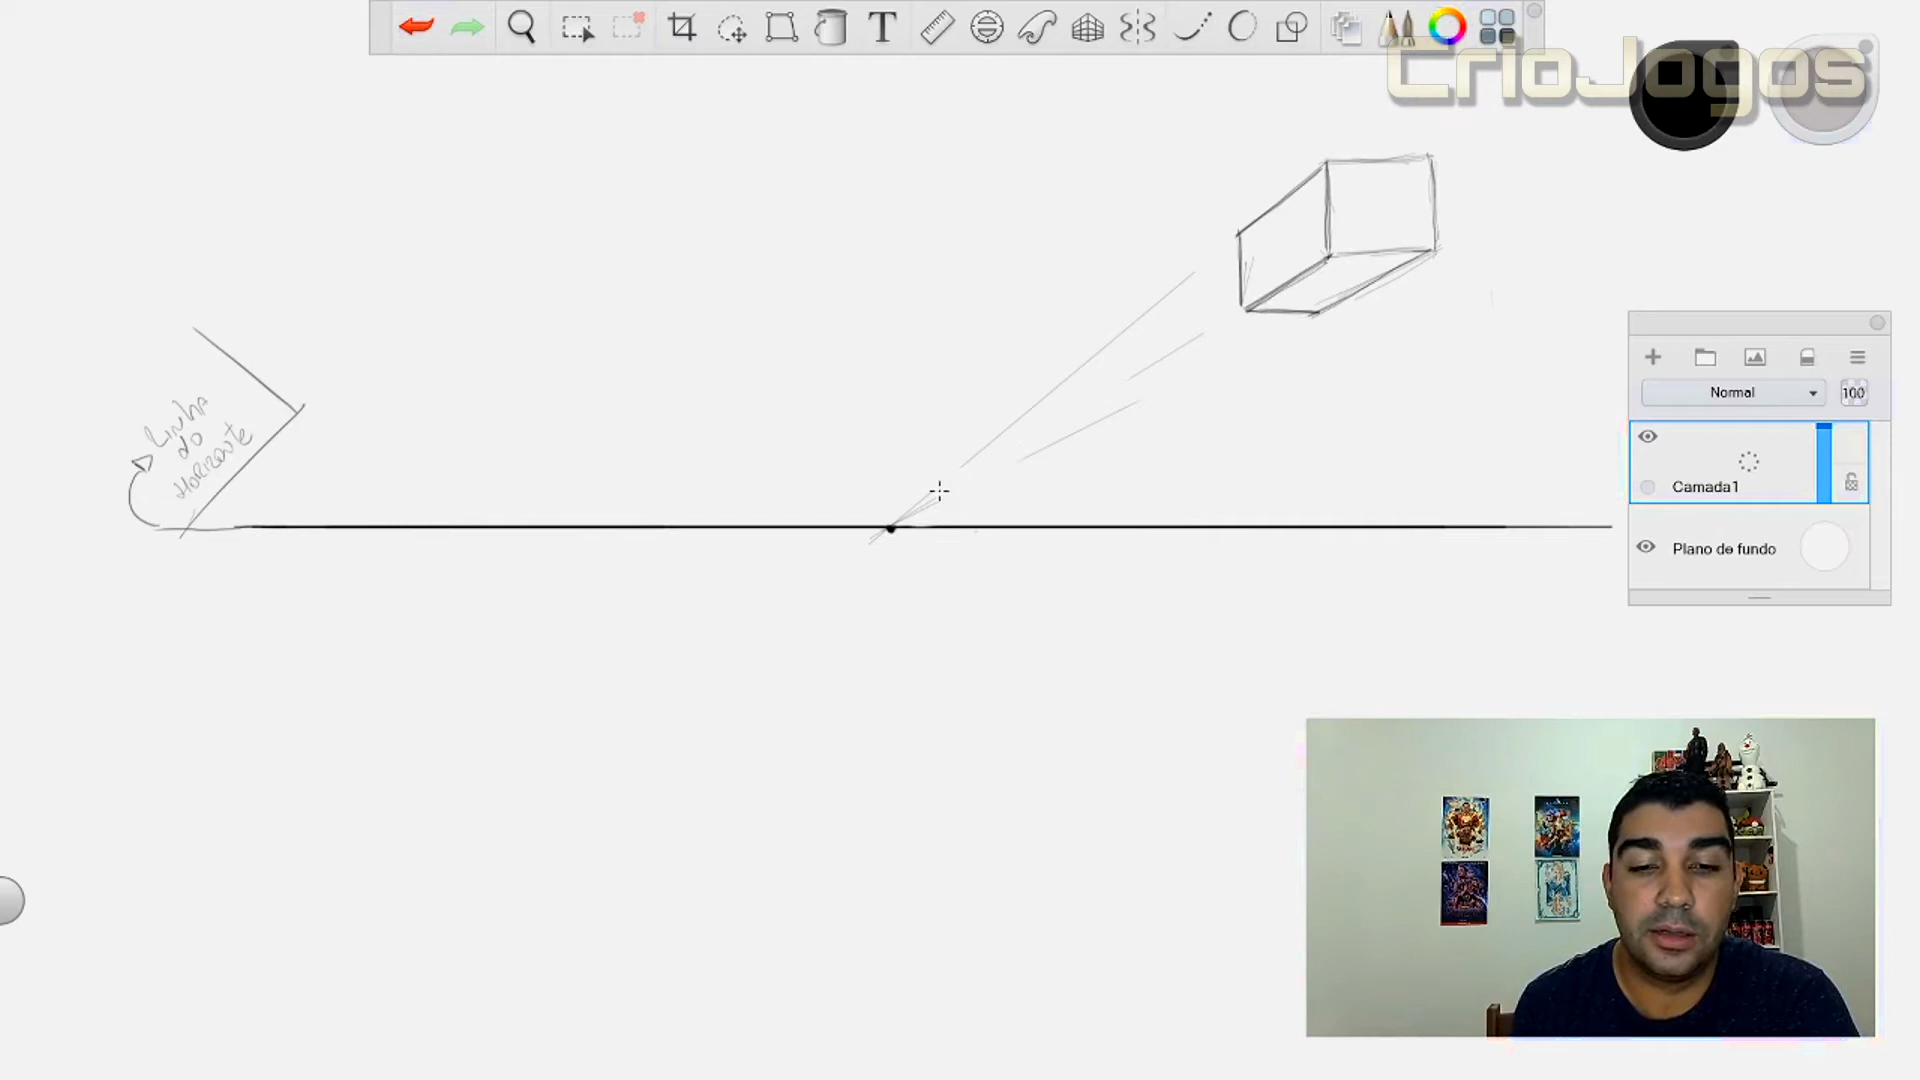 T
CrioJogos
Linha
do
Horizonte
Normal
100
Camada1
Plano de fundo